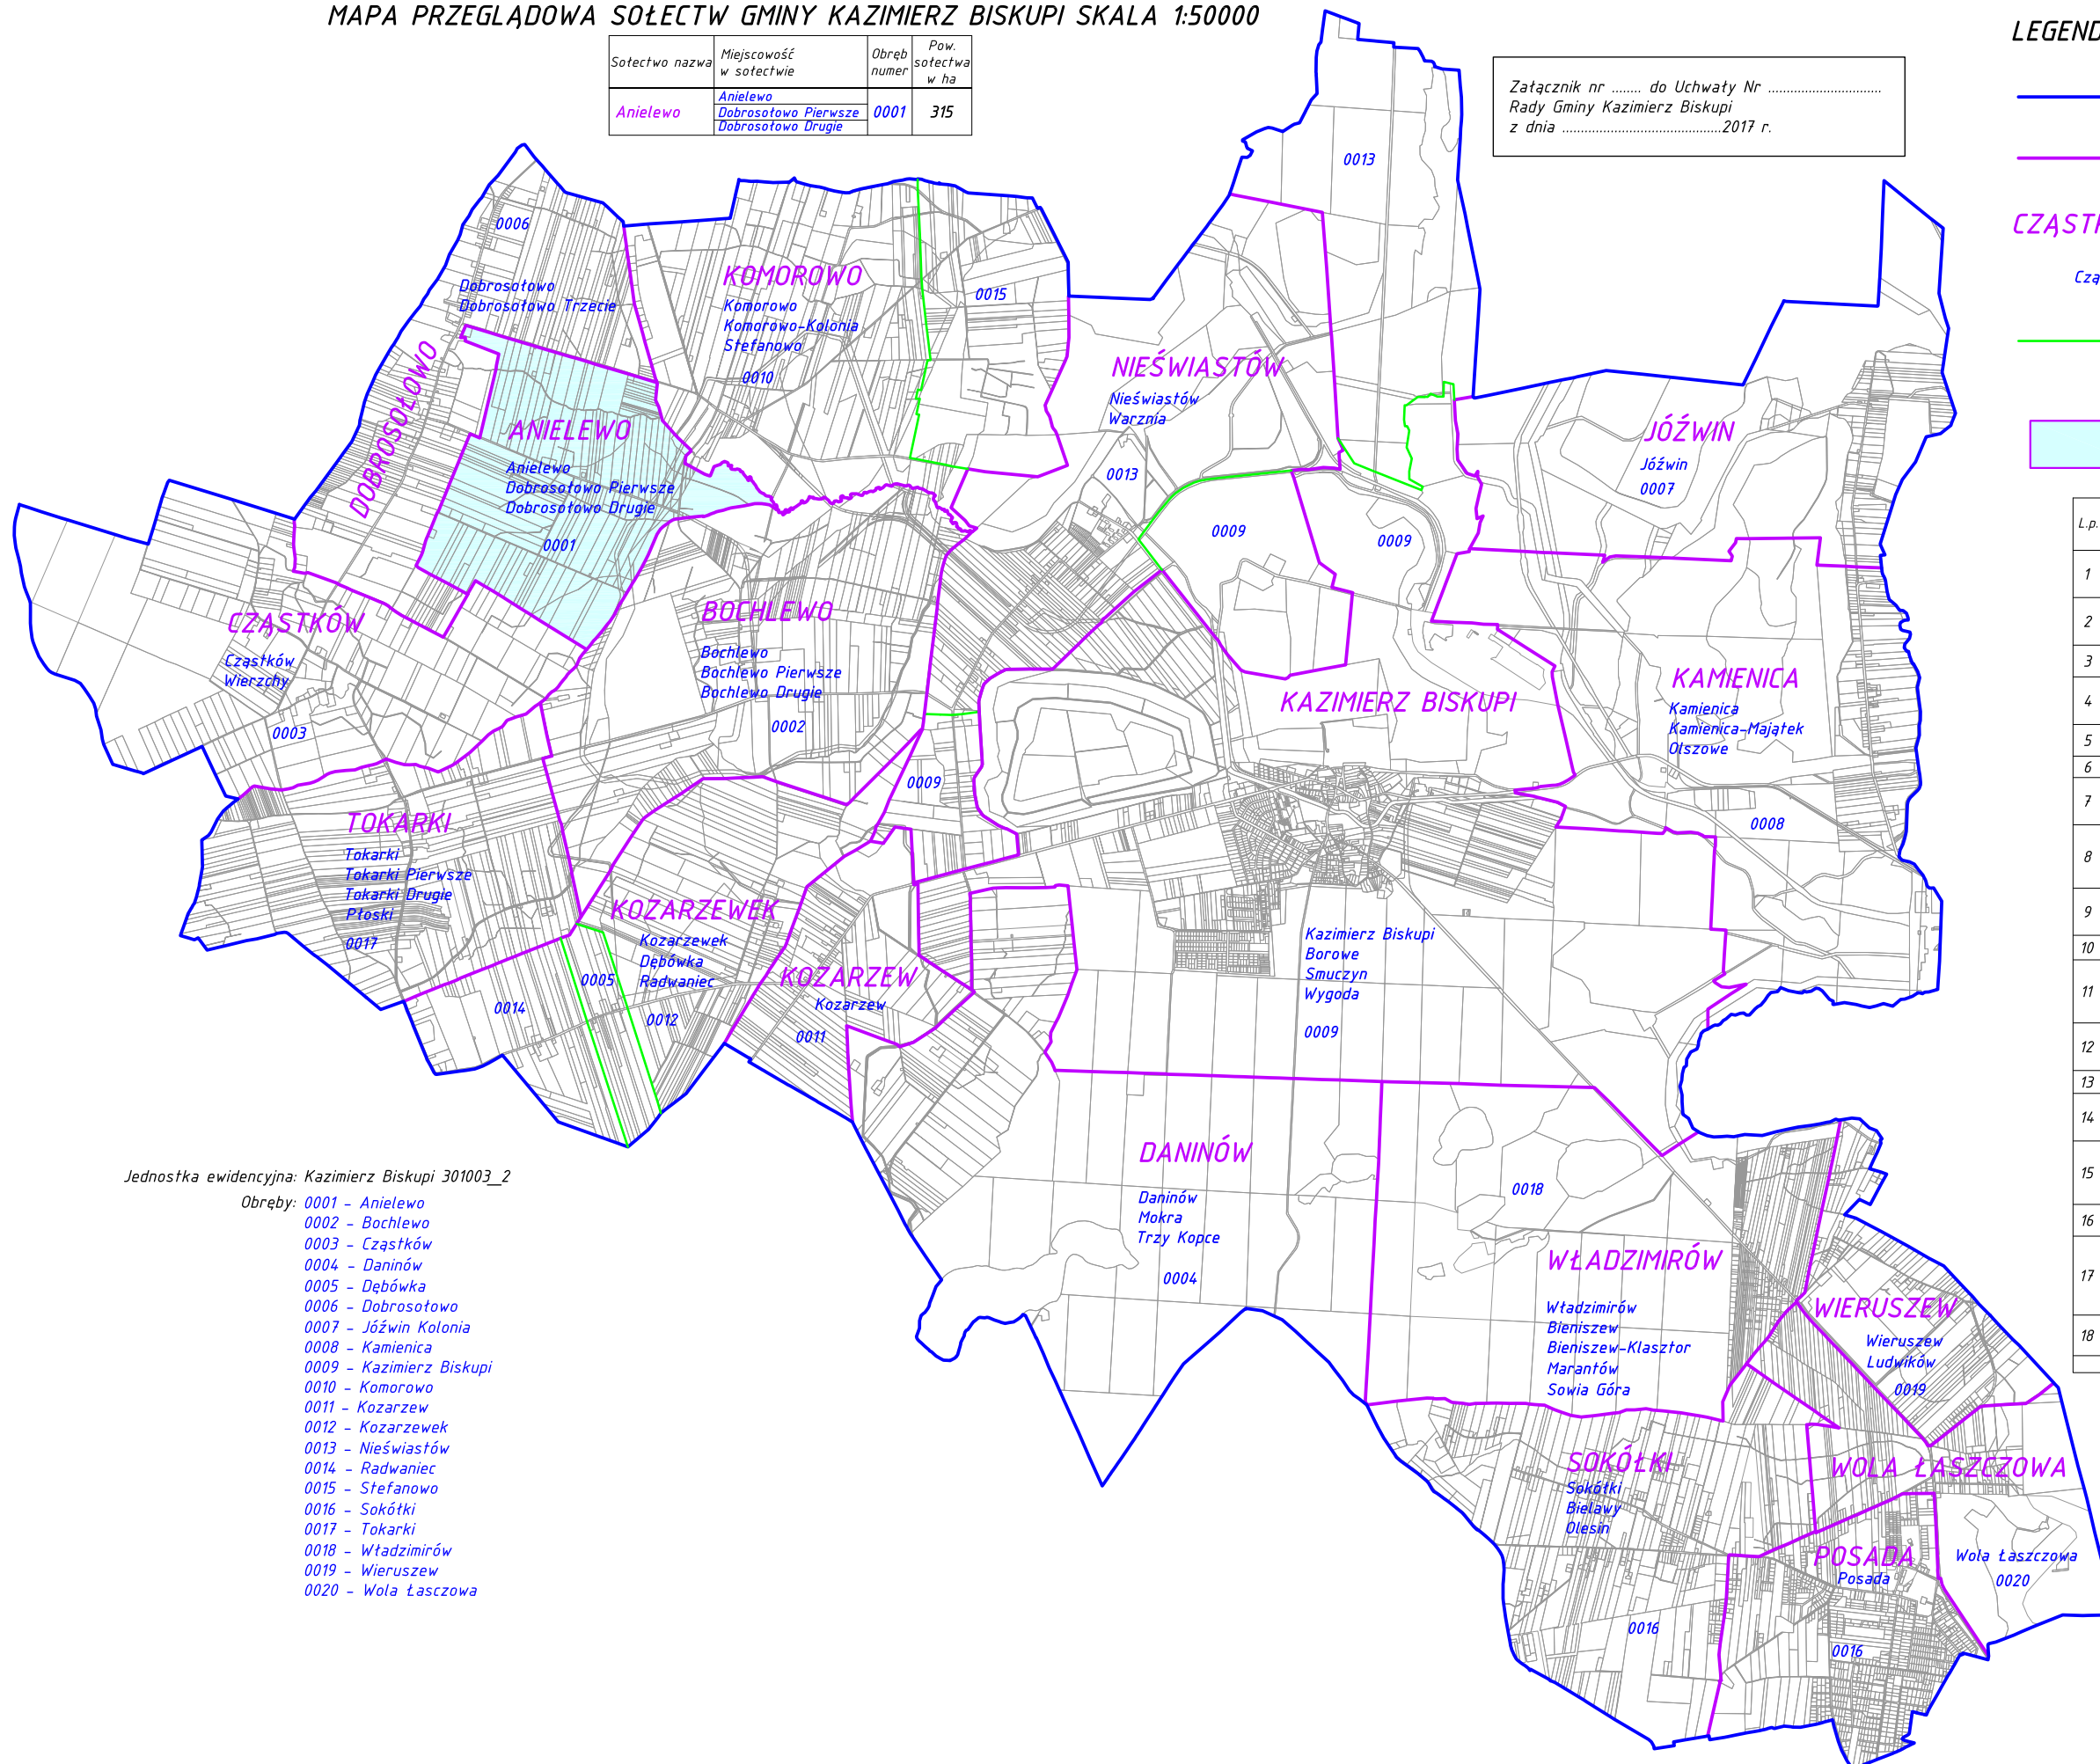 MAPA PRZEGLĄDOWA SOŁECTW GMINY KAZIMIERZ BISKUPI SKALA 1:50000
Sołectwo nazwa
Miejscowość
w sołectwie
Obręb
numer
Pow.
sołectwa
w ha
Anielewo
Anielewo
Dobrosołowo Pierwsze
Dobrosołowo Drugie
0001
315
Załącznik nr ........ do Uchwały Nr ...............................
Rady Gminy Kazimierz Biskupi
z dnia ............................................2017 r.
LEGEND
CZĄST
Czą
L.p.
1
2
3
4
5
6
7
8
9
10
11
12
13
14
15
16
17
18
0006
Dobrosołowo
Dobrosołowo Trzecie
DOBROSOŁOWO
ANIELEWO
Anielewo
Dobrosołowo Pierwsze
Dobrosołowo Drugie
0001
KOMOROWO
Komorowo
Komorowo-Kolonia
Stefanowo
0010
0015
0013
NIEŚWIASTÓW
Nieświastów
Warznia
0013
0009
0009
JÓŹWIN
Jóźwin
0007
CZĄSTKÓW
Cząstków
Wierzchy
0003
BOCHLEWO
Bochlewo
Bochlewo Pierwsze
Bochlewo Drugie
0002
0009
KAZIMIERZ BISKUPI
Kazimierz Biskupi
Borowe
Smuczyn
Wygoda
0009
KAMIENICA
Kamienica
Kamienica-Majątek
Olszowe
0008
TOKARKI
Tokarki
Tokarki Pierwsze
Tokarki Drugie
Płoski
0017
KOZARZEWEK
Kozarzewek
Dębówka
Radwaniec
0005
0014
0012
KOZARZEW
Kozarzew
0011
DANINÓW
Daninów
Mokra
Trzy Kopce
0004
0018
WŁADZIMIRÓW
Władzimirów
Bieniszew
Bieniszew-Klasztor
Marantów
Sowia Góra
WIERUSZEW
Wieruszew
Ludwików
0019
SOKÓŁKI
Sokółki
Bielawy
Olesin
0016
WOLA ŁASZCZOWA
Wola Łaszczowa
0020
POSADA
Posada
0016
Jednostka ewidencyjna: Kazimierz Biskupi 301003_2
Obręby: 0001 - Anielewo
0002 - Bochlewo
0003 - Cząstków
0004 - Daninów
0005 - Dębówka
0006 - Dobrosołowo
0007 - Jóźwin Kolonia
0008 - Kamienica
0009 - Kazimierz Biskupi
0010 - Komorowo
0011 - Kozarzew
0012 - Kozarzewek
0013 - Nieświastów
0014 - Radwaniec
0015 - Stefanowo
0016 - Sokółki
0017 - Tokarki
0018 - Władzimirów
0019 - Wieruszew
0020 - Wola Łasczowa